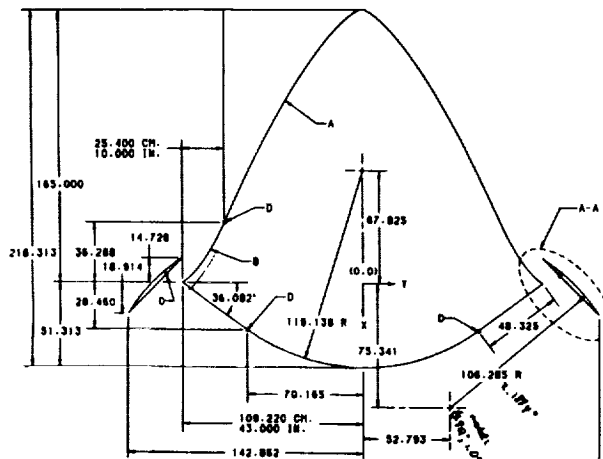 A
25.400 CM.
10.000 IN.
165.000
D
A-A
67.825
216.313
36.268
14.728
B
18.914
(0.0)
Y
D
36.082°
28.460
D
D
48.325
51.313
119.138 R
X
75.341
106.285 R
70.165
109.220 CM.
43.000 IN.
52.793
142.862